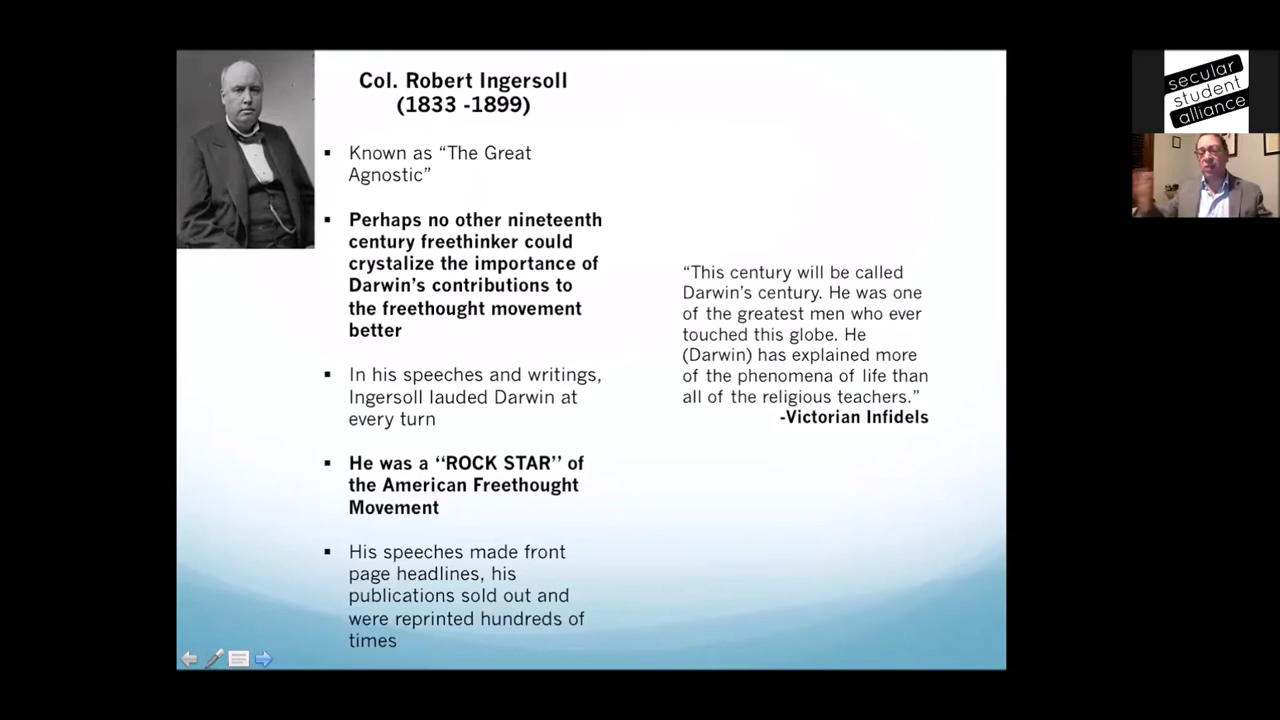 Col. Robert Ingersoll
(1833 -1899)
▪ Known as “The Great
Agnostic”
▪ Perhaps no other nineteenth
century freethinker could
crystalize the importance of
Darwin’s contributions to
the freethought movement
better
▪ In his speeches and writings,
Ingersoll lauded Darwin at
every turn
▪ He was a “ROCK STAR” of
the American Freethought
Movement
▪ His speeches made front
page headlines, his
publications sold out and
were reprinted hundreds of
times
“This century will be called
Darwin’s century. He was one
of the greatest men who ever
touched this globe. He
(Darwin) has explained more
of the phenomena of life than
all of the religious teachers.”
-Victorian Infidels
secular
student
alliance